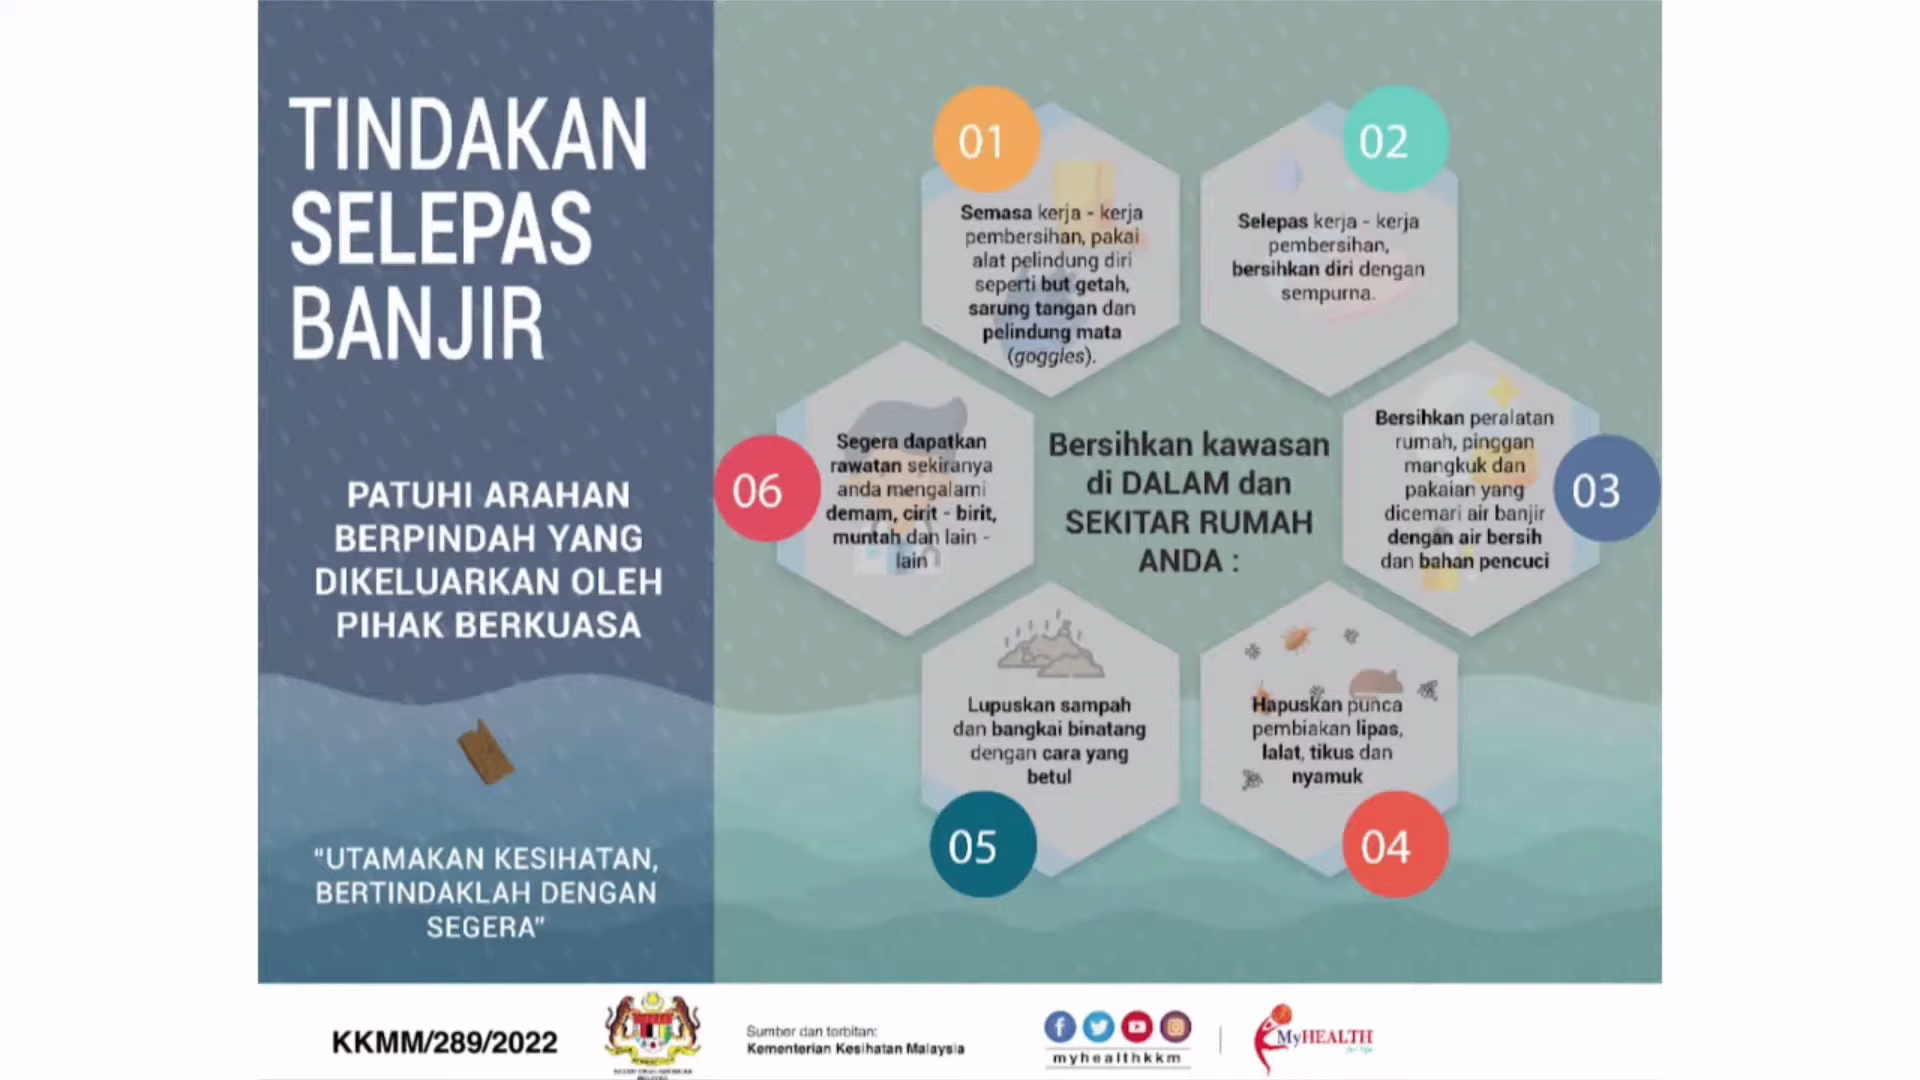 TINDAKAN
SELEPAS
BANJIR
PATUHI ARAHAN
BERPINDAH YANG
DIKELUARKAN OLEH
PIHAK BERKUASA
"UTAMAKAN KESIHATAN,
BERTINDAKLAH DENGAN
SEGERA"
Bersihkan kawasan
di DALAM dan
SEKITAR RUMAH
ANDA :
01
Semasa kerja - kerja
pembersihan, pakai
alat pelindung diri
seperti but getah,
sarung tangan dan
pelindung mata
(goggles).
02
Selepas kerja - kerja
pembersihan,
bersihkan diri dengan
sempurna.
03
Bersihkan peralatan
rumah, pinggan
mangkuk dan
pakaian yang
dicemari air banjir
dengan air bersih
dan bahan pencuci
04
Hapuskan punca
pembiakan lipas,
lalat, tikus dan
nyamuk
05
Lupuskan sampah
dan bangkai binatang
dengan cara yang
betul
06
Segera dapatkan
rawatan sekiranya
anda mengalami
demam, cirit - birit,
muntah dan lain -
lain
KKMM/289/2022
Sumber dan terbitan:
Kementerian Kesihatan Malaysia
myhealthkkm
MyHEALTH
for life